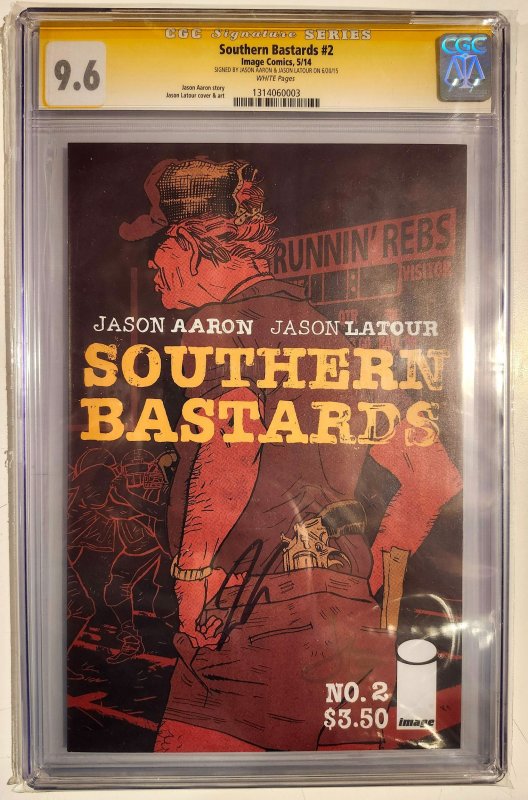 CGC Signature SERIES
9.6
Southern Bastards #2
Image Comics, 5/14
SIGNED BY JASON AARON & JASON LATOUR ON 6/20/15
WHITE Pages
Jason Aaron story
Jason Latour cover & art
1314060003
CGC
RUNNIN' REBS
VISITOR
JASON AARON JASON LATOUR
SOUTHERN
BASTARDS
NO. 2
$3.50
image